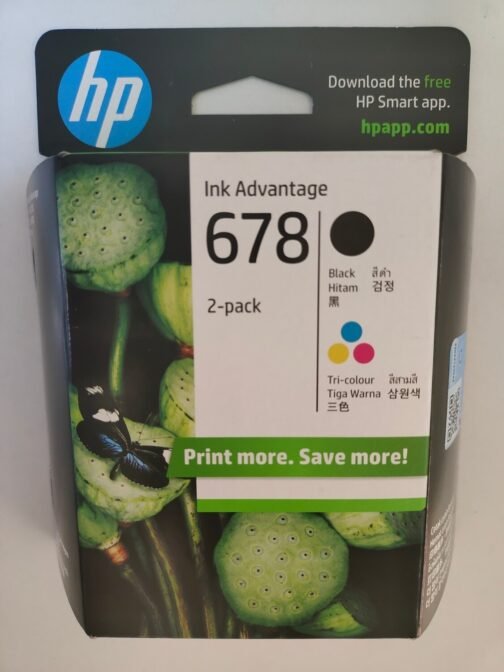 hp
Download the free
HP Smart app.
hpapp.com
Ink Advantage
678
2-pack
Black สีดำ
Hitam 검정
黑
Tri-colour สีสามสี
Tiga Warna 삼원색
三色
Print more. Save more!